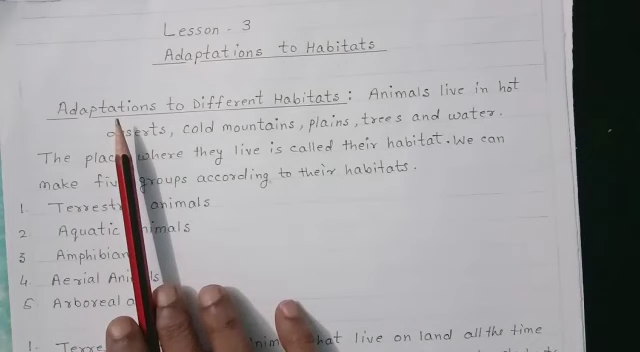 Lesson - 3
Adaptations to Habitats
Adaptations to Different Habitats: Animals live in hot
deserts, cold mountains, plains, trees and water.
The place where they live is called their habitat. We can
make five groups according to their habitats.
1. Terrestrial animals
2. Aquatic animals
3 Amphibian
4. Aerial Animals
5 Arboreal a
1. Terre that live on land all the time